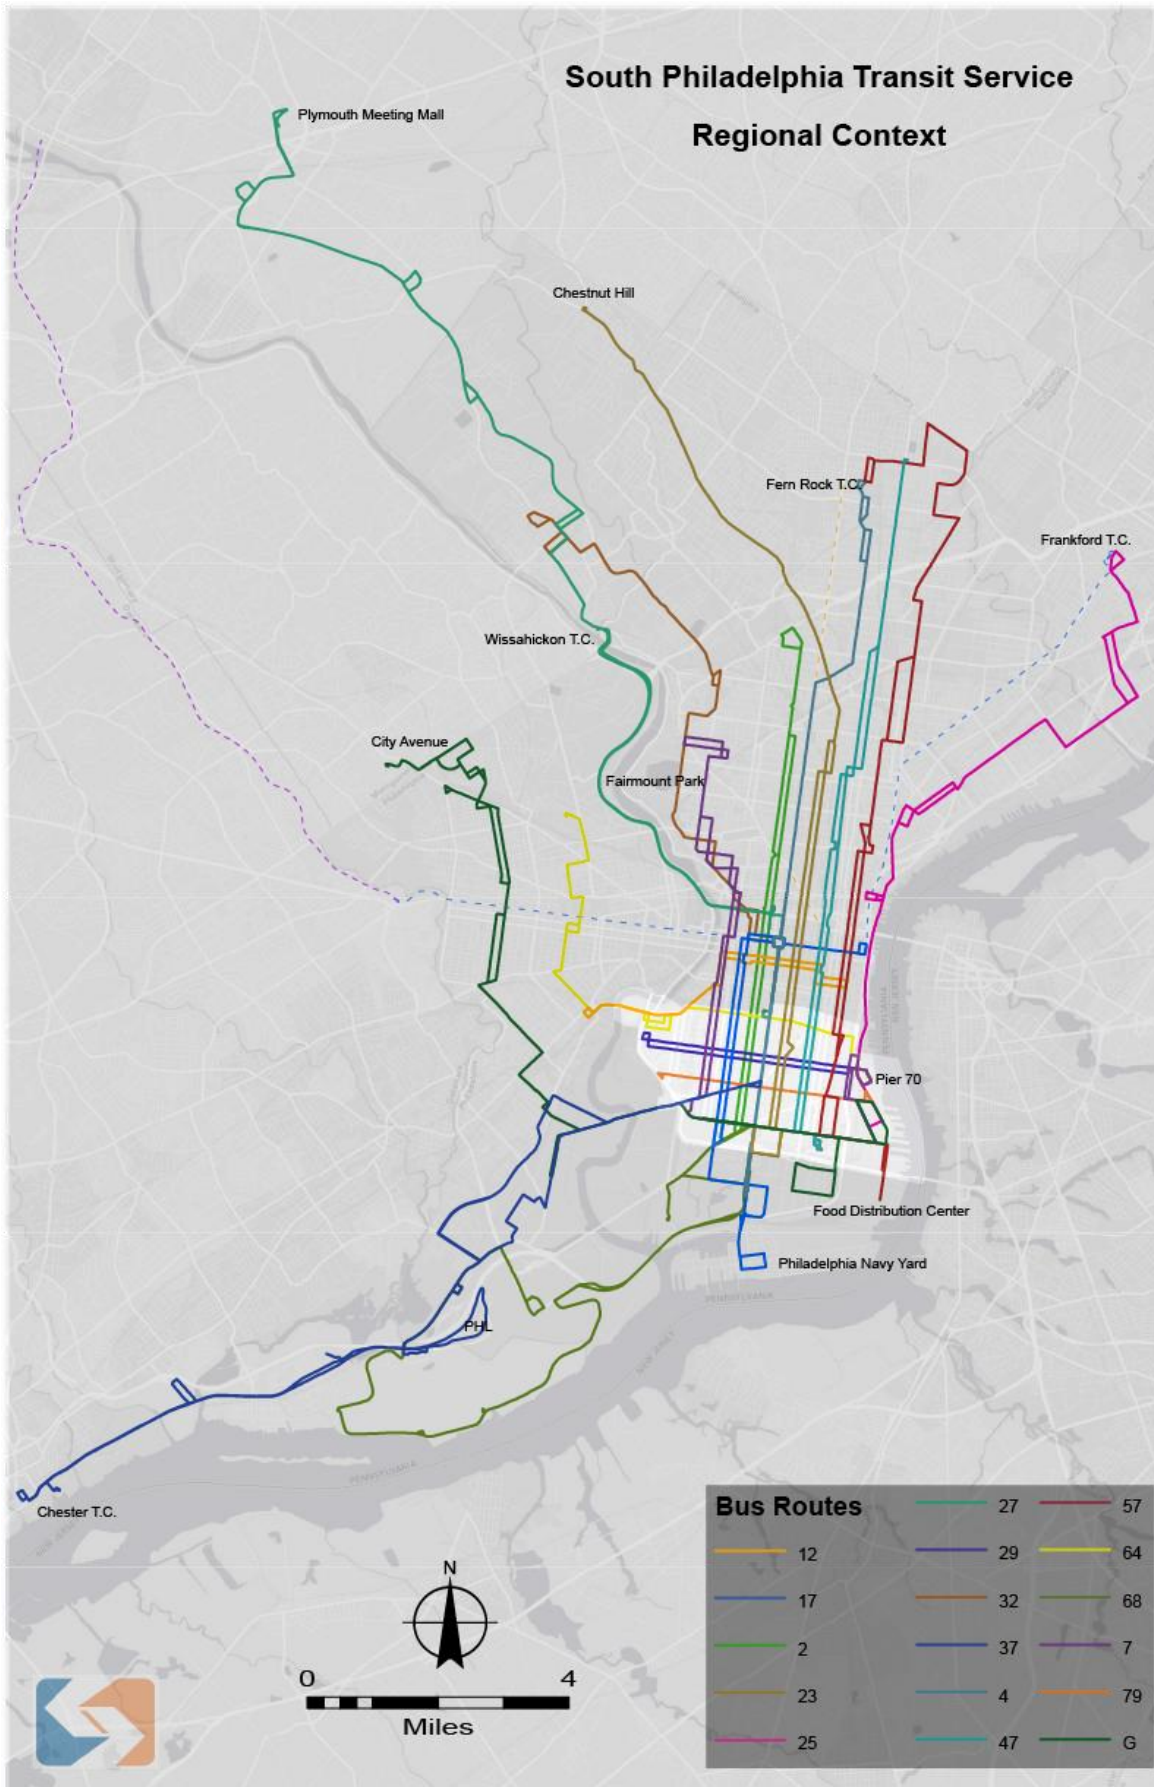 South Philadelphia Transit Service
Regional Context
Plymouth Meeting Mall
Chestnut Hill
Fern Rock T.C.
Frankford T.C.
Wissahickon T.C.
City Avenue
Fairmount Park
Pier 70
Food Distribution Center
Philadelphia Navy Yard
PENNSYLVANIA
PHL
PENNSYLVANIA
Chester T.C.
Bus Routes
27
57
12
29
64
17
32
68
2
37
7
23
4
79
25
47
G
N
0
4
Miles